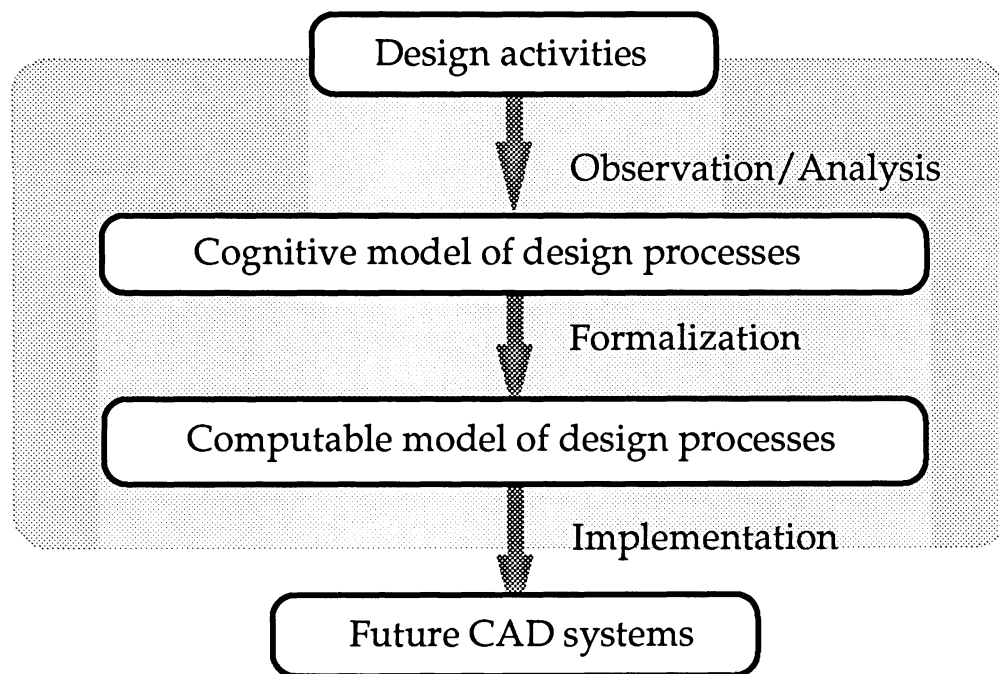 Design activities
Observation/Analysis
Cognitive model of design processes
Formalization
Computable model of design processes
Implementation
Future CAD systems